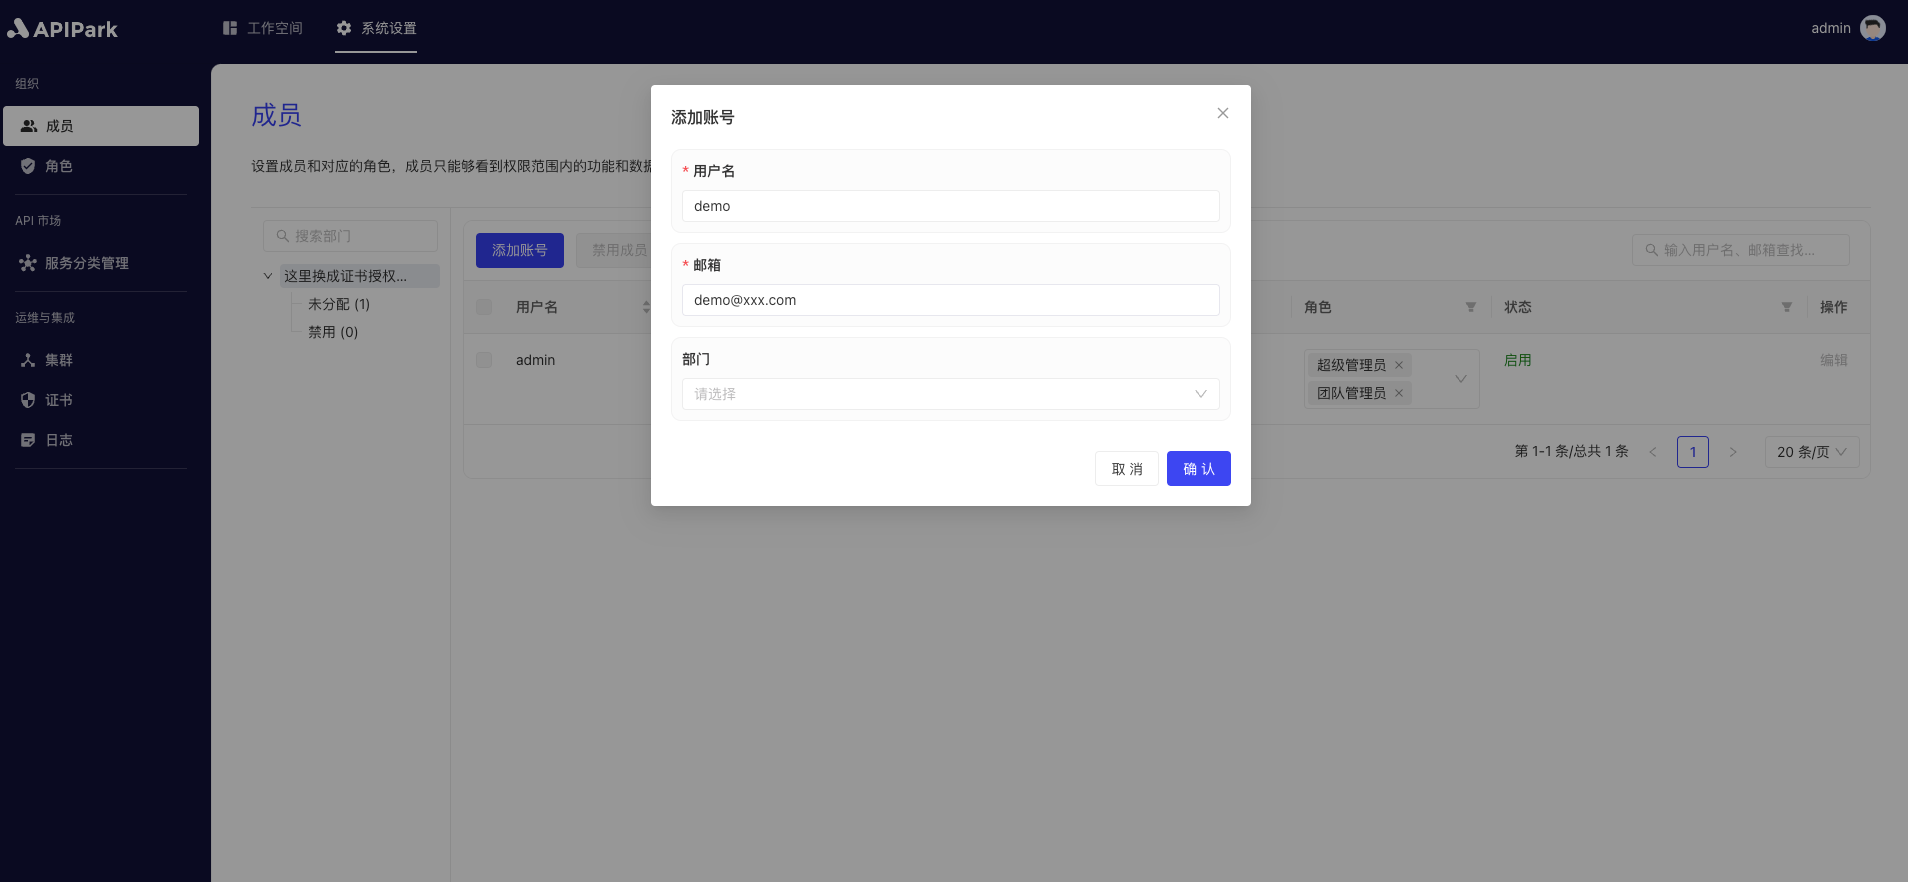 APIPark
工作空间
系统设置
admin
组织
成员
角色
API 市场
服务分类管理
运维与集成
集群
证书
日志
成员
设置成员和对应的角色，成员只能够看到权限范围内的功能和数据
搜索部门
这里换成证书授权...
未分配 (1)
禁用 (0)
添加账号
禁用成员
输入用户名、邮箱查找...
用户名
角色
状态
操作
admin
超级管理员
团队管理员
启用
编辑
第 1-1 条/总共 1 条
1
20 条/页
添加账号
* 用户名
demo
* 邮箱
demo@xxx.com
部门
请选择
取 消
确 认